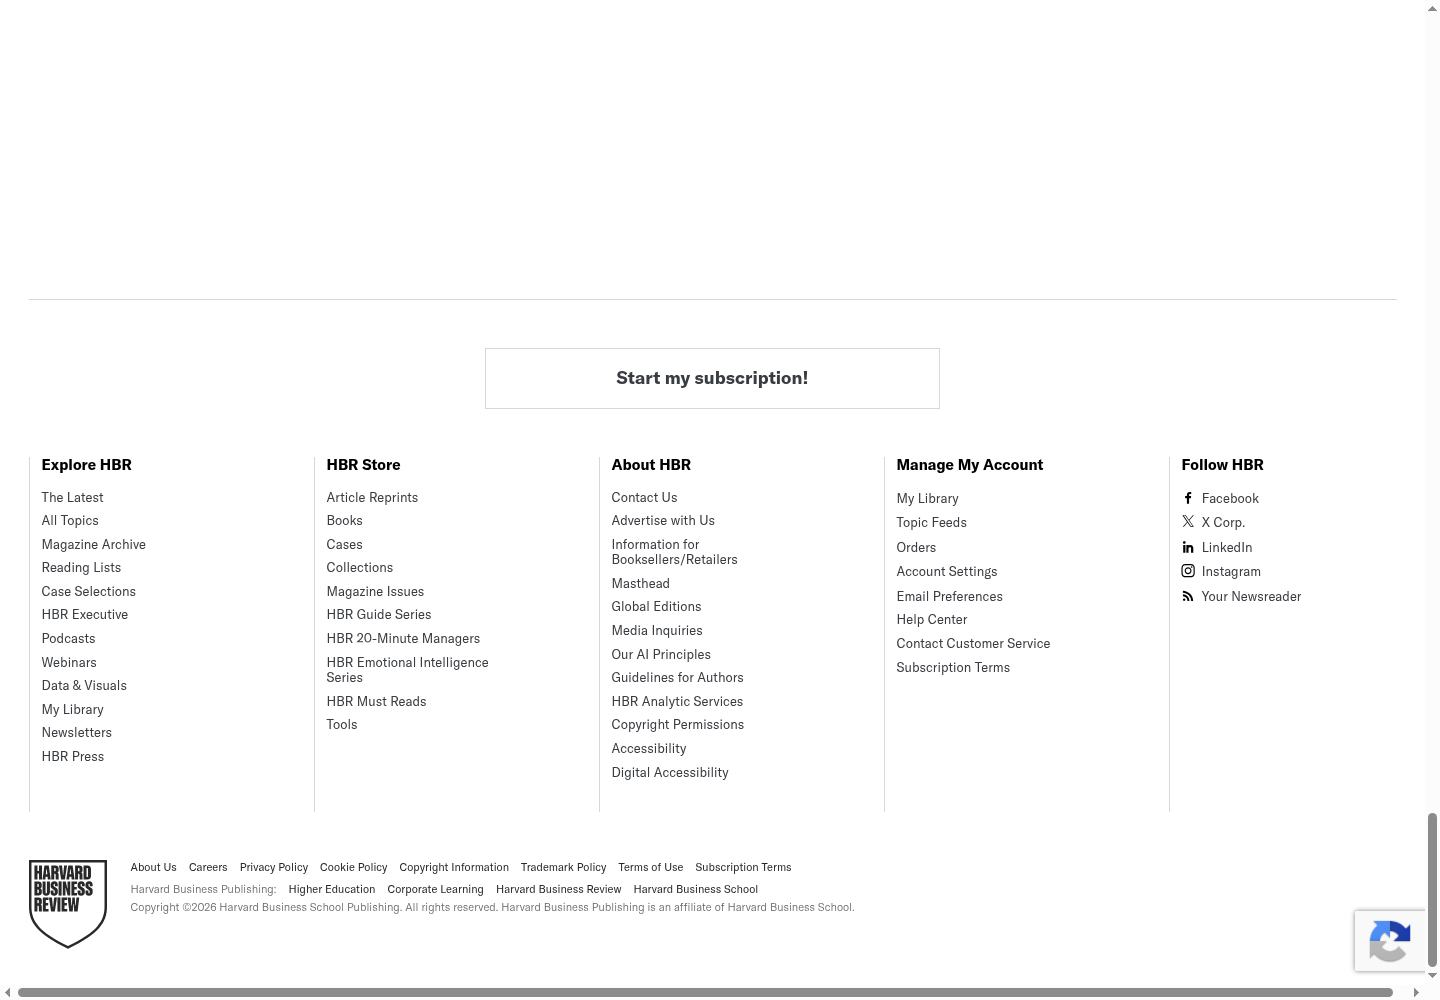 Start my subscription!
Explore HBR
The Latest
All Topics
Magazine Archive
Reading Lists
Case Selections
HBR Executive
Podcasts
Webinars
Data & Visuals
My Library
Newsletters
HBR Press
HBR Store
Article Reprints
Books
Cases
Collections
Magazine Issues
HBR Guide Series
HBR 20-Minute Managers
HBR Emotional Intelligence
Series
HBR Must Reads
Tools
About HBR
Contact Us
Advertise with Us
Information for
Booksellers/Retailers
Masthead
Global Editions
Media Inquiries
Our AI Principles
Guidelines for Authors
HBR Analytic Services
Copyright Permissions
Accessibility
Digital Accessibility
Manage My Account
My Library
Topic Feeds
Orders
Account Settings
Email Preferences
Help Center
Contact Customer Service
Subscription Terms
Follow HBR
Facebook
X Corp.
LinkedIn
Instagram
Your Newsreader
HARVARD
BUSINESS
REVIEW
About Us Careers Privacy Policy Cookie Policy Copyright Information Trademark Policy Terms of Use Subscription Terms
Harvard Business Publishing: Higher Education Corporate Learning Harvard Business Review Harvard Business School
Copyright ©2026 Harvard Business School Publishing. All rights reserved. Harvard Business Publishing is an affiliate of Harvard Business School.